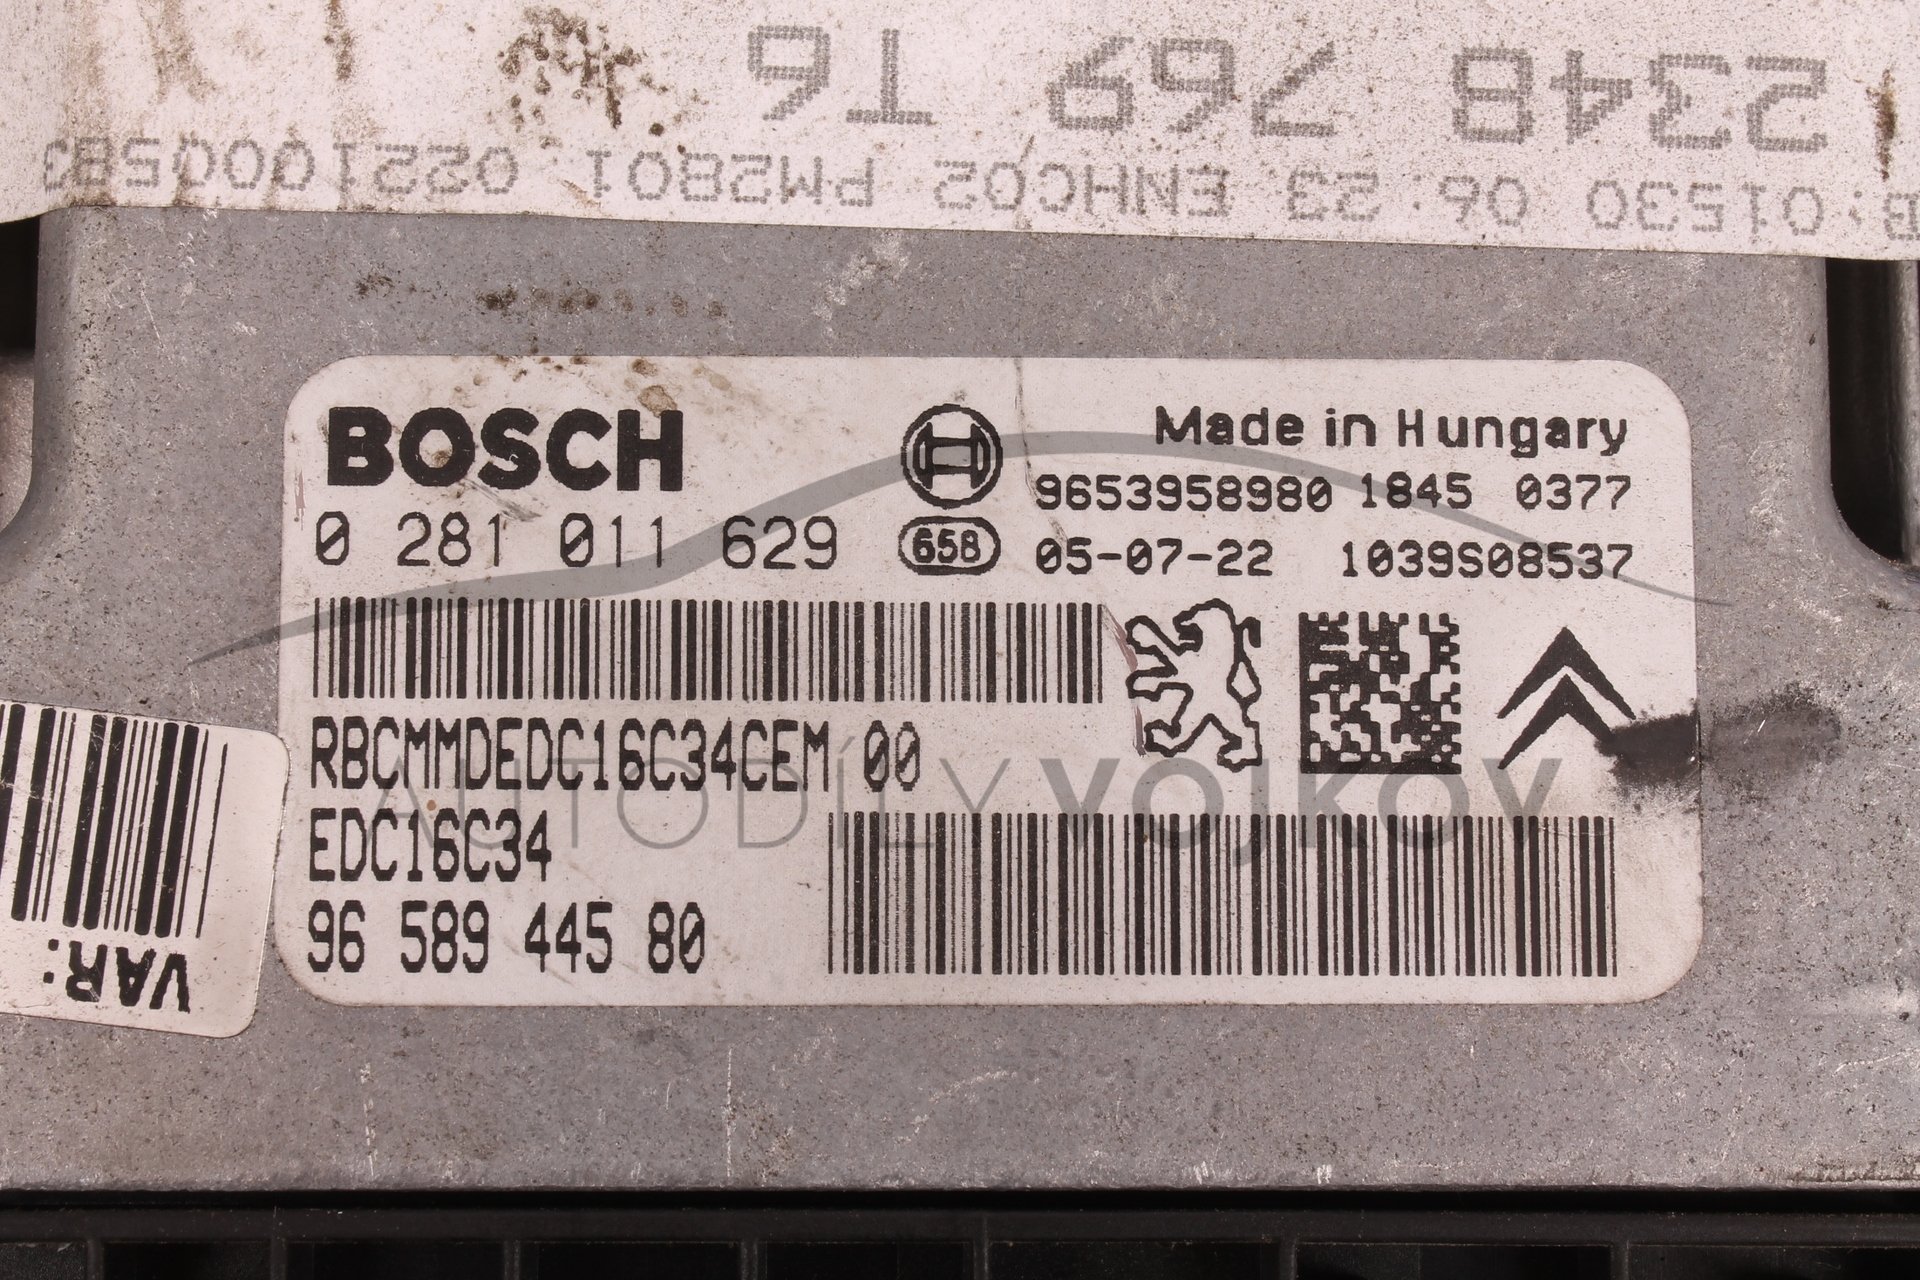 2348 769 T6
B:01530 06:23 ENHC02 PM2801 0221000583
BOSCH
Made in Hungary
9653958980 1845 0377
0 281 011 629
658
05-07-22 1039S08537
RBCMMDEDC16C34CEM 00
AUTODÍLY VOJKOV
EDC16C34
96 589 445 80
VAR: